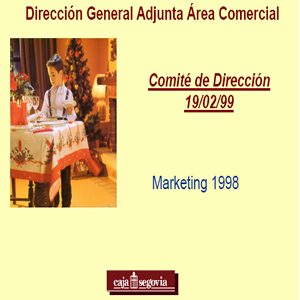 Dirección General Adjunta Área Comercial
Comité de Dirección
19/02/99
Marketing 1998
caja segovia